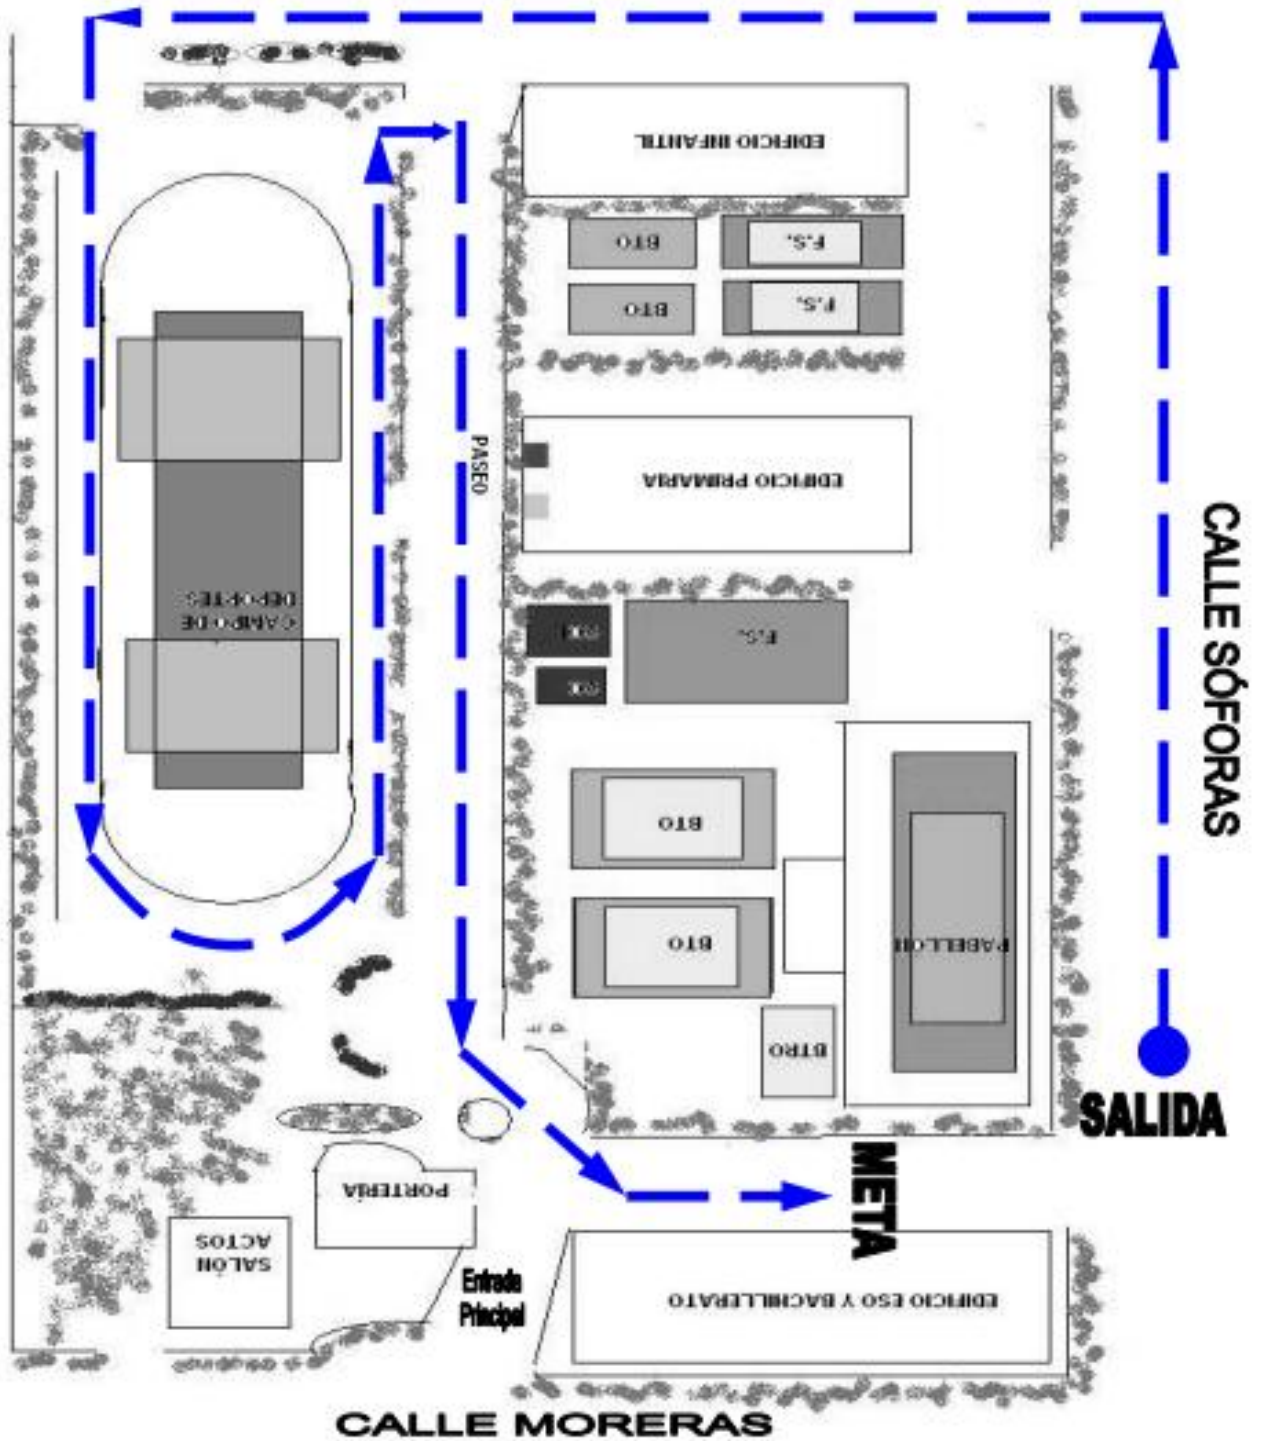 EDIFICIO INFANTIL
BTO
F.S.
BTO
F.S.
PASEO
EDIFICIO PRIMARIA
CALLE SÓFORAS
CAMPO DE
DEPORTES
F.S.
BTO
BTO
PABELLON
BTRO
SALIDA
META
PORTERÍA
SALÓN
ACTOS
Entrada
Principal
EDIFICIO ESO Y BACHILLERATO
CALLE MORERAS